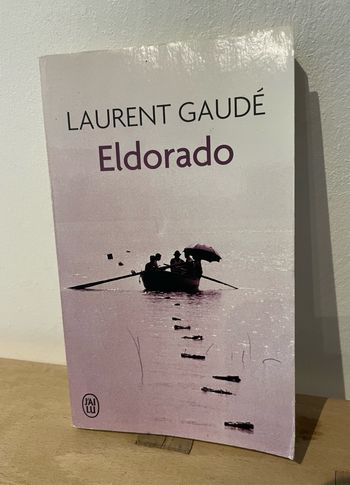 LAURENT GAUDÉ
Eldorado
J'AI
LU